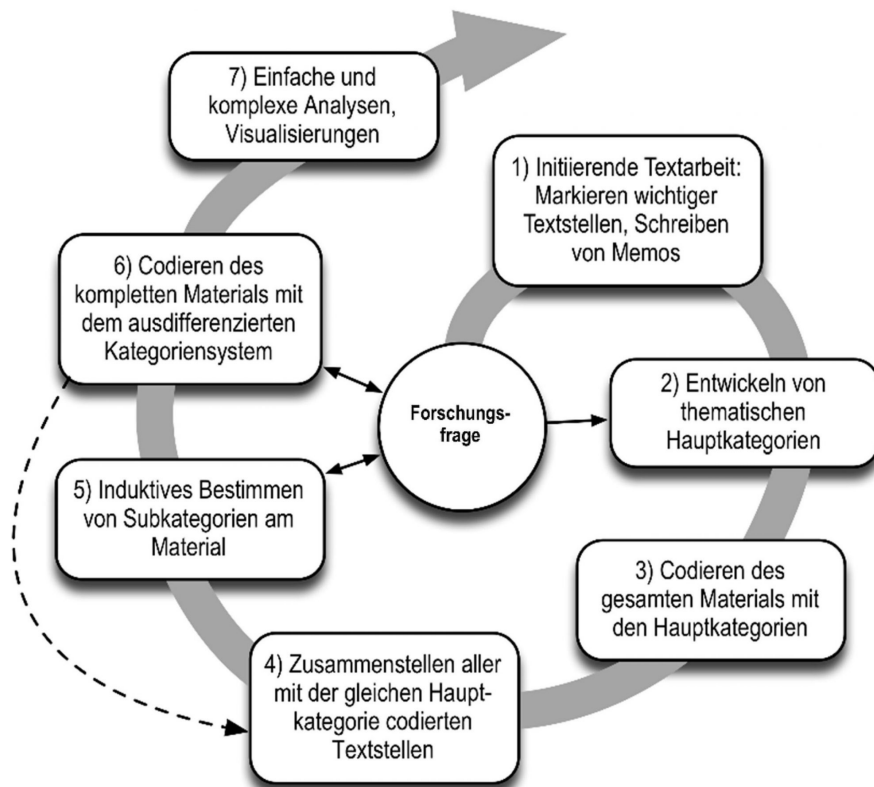 7) Einfache und
komplexe Analysen,
Visualisierungen
1) Initiierende Textarbeit:
Markieren wichtiger
Textstellen, Schreiben
von Memos
6) Codieren des
kompletten Materials mit
dem ausdifferenzierten
Kategoriensystem
Forschungs-
frage
2) Entwickeln von
thematischen
Hauptkategorien
5) Induktives Bestimmen
von Subkategorien am
Material
3) Codieren des
gesamten Materials mit
den Hauptkategorien
4) Zusammenstellen aller
mit der gleichen Haupt-
kategorie codierten
Textstellen